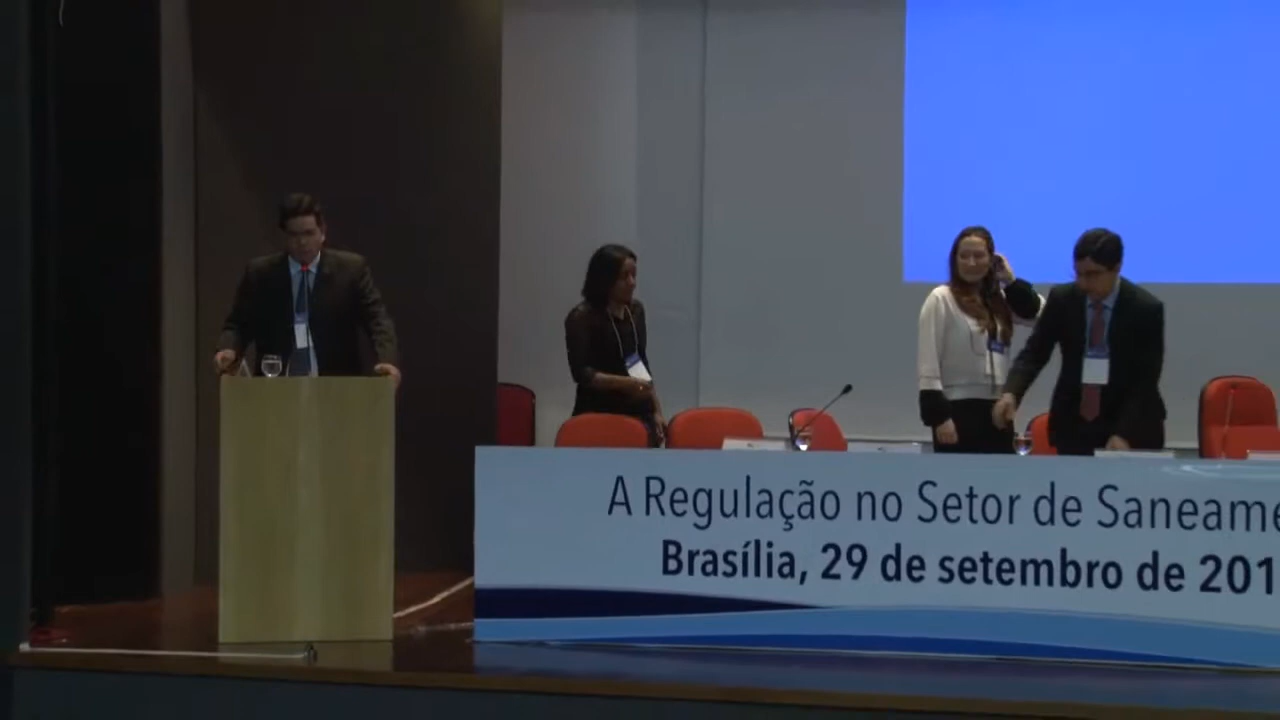 A Regulação no Setor de Saneame
Brasília, 29 de setembro de 201